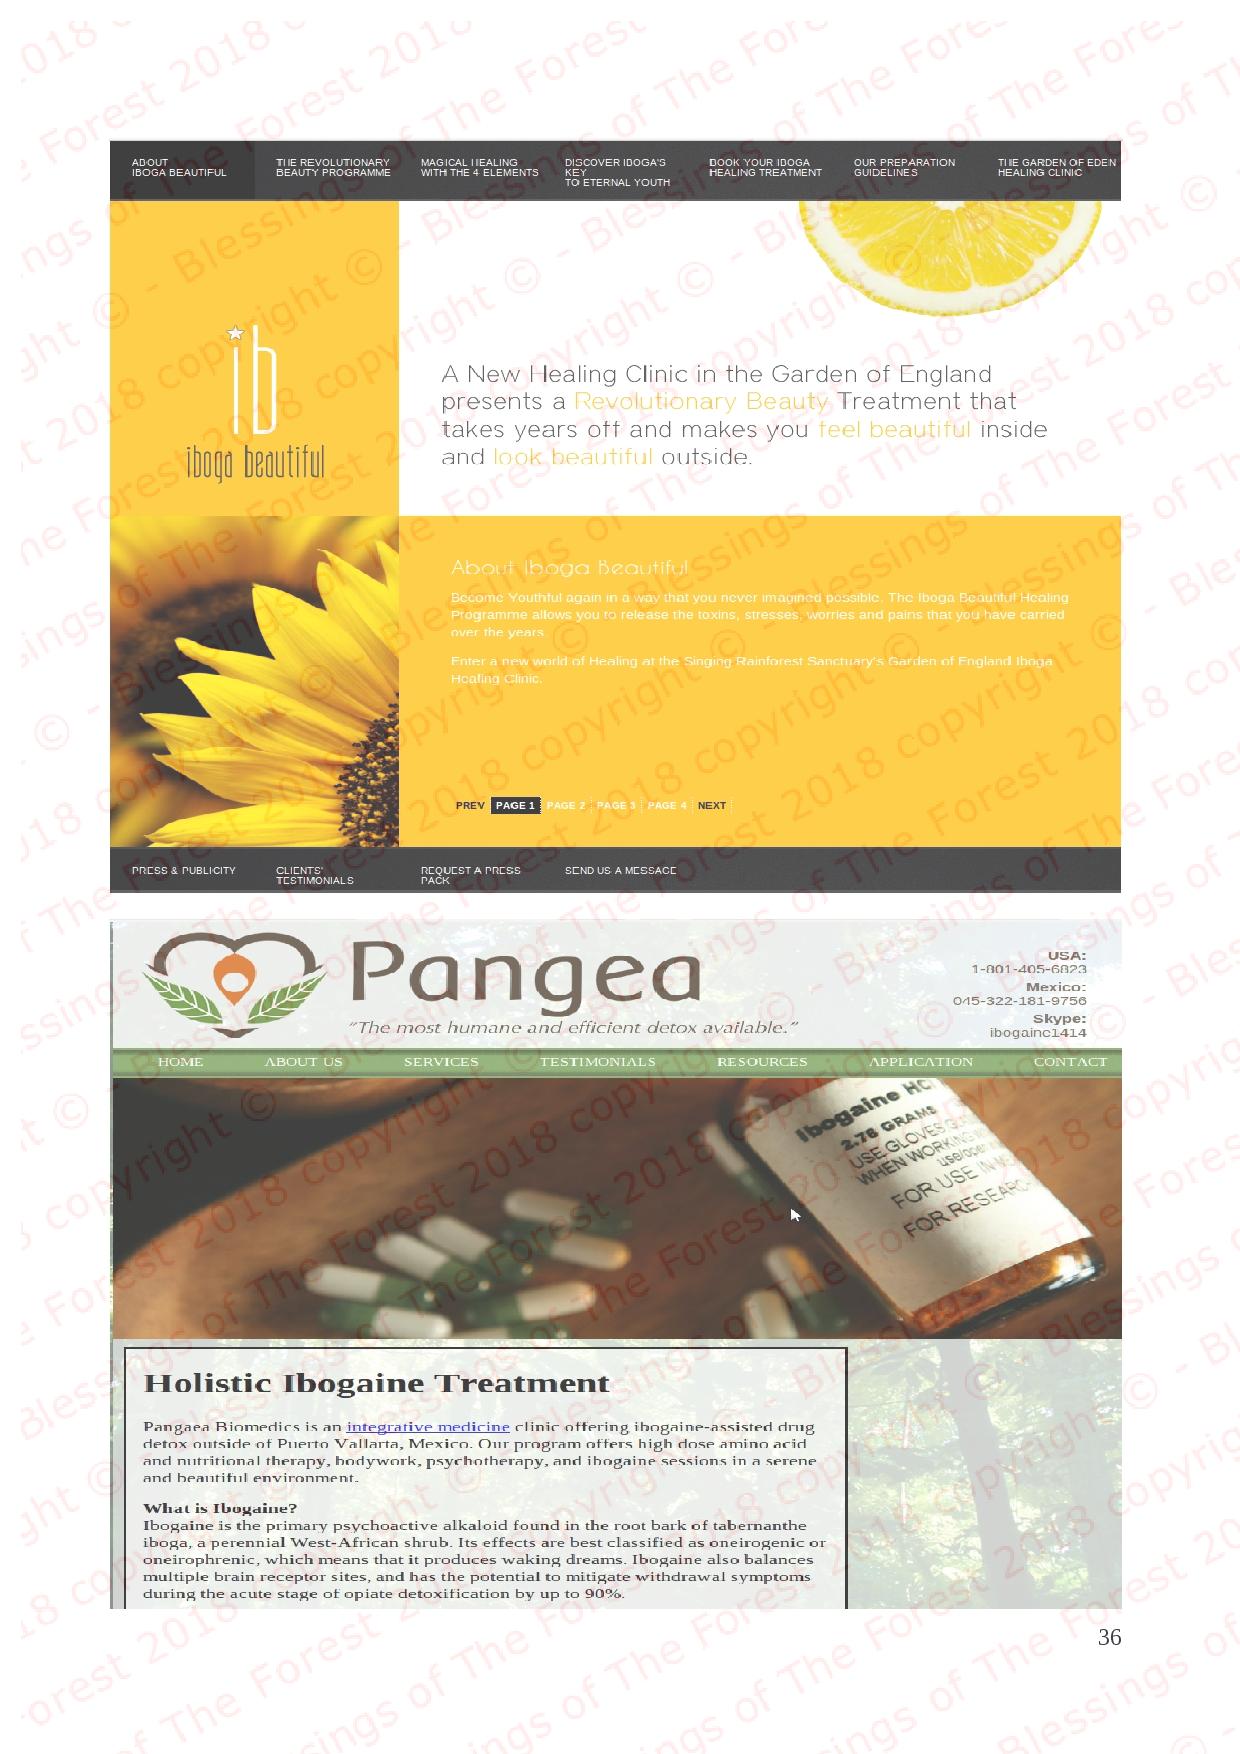 ABOUT
IBOGA BEAUTIFUL
THE REVOLUTIONARY
BEAUTY PROGRAMME
MAGICAL HEALING
WITH THE 4 ELEMENTS
DISCOVER IBOGA'S
KEY
TO ETERNAL YOUTH
BOOK YOUR IBOGA
HEALING TREATMENT
OUR PREPARATION
GUIDELINES
THE GARDEN OF EDEN
HEALING CLINIC
ib
iboga beautiful
A New Healing Clinic in the Garden of England
presents a Revolutionary Beauty Treatment that
takes years off and makes you feel beautiful inside
and look beautiful outside.
About Iboga Beautiful
Become Youthful again in a way that you never imagined possible. The Iboga Beautiful Healing
Programme allows you to release the toxins, stresses, worries and pains that you have carried
over the years.
Enter a new world of Healing at the Singing Rainforest Sanctuary's Garden of England Iboga
Healing Clinic.
PREV PAGE 1 PAGE 2 PAGE 3 PAGE 4 NEXT
PRESS & PUBLICITY
CLIENTS'
TESTIMONIALS
REQUEST A PRESS
PACK
SEND US A MESSAGE
Pangea
"The most humane and efficient detox available."
USA:
1-801-405-6823
Mexico:
045-322-181-9756
Skype:
ibogaine1414
HOME ABOUT US SERVICES TESTIMONIALS RESOURCES APPLICATION CONTACT
Ibogaine HC
2.78 GRAMS
USE GLOVES
WHEN WORKING
FOR USE IN
FOR RESEARC
Holistic Ibogaine Treatment
Pangaea Biomedics is an integrative medicine clinic offering ibogaine-assisted drug
detox outside of Puerto Vallarta, Mexico. Our program offers high dose amino acid
and nutritional therapy, bodywork, psychotherapy, and ibogaine sessions in a serene
and beautiful environment.
What is Ibogaine?
Ibogaine is the primary psychoactive alkaloid found in the root bark of tabernanthe
iboga, a perennial West-African shrub. Its effects are best classified as oneirogenic or
oneirophrenic, which means that it produces waking dreams. Ibogaine also balances
multiple brain receptor sites, and has the potential to mitigate withdrawal symptoms
during the acute stage of opiate detoxification by up to 90%.
36
Blessings of The Forest 2018 copyright © -